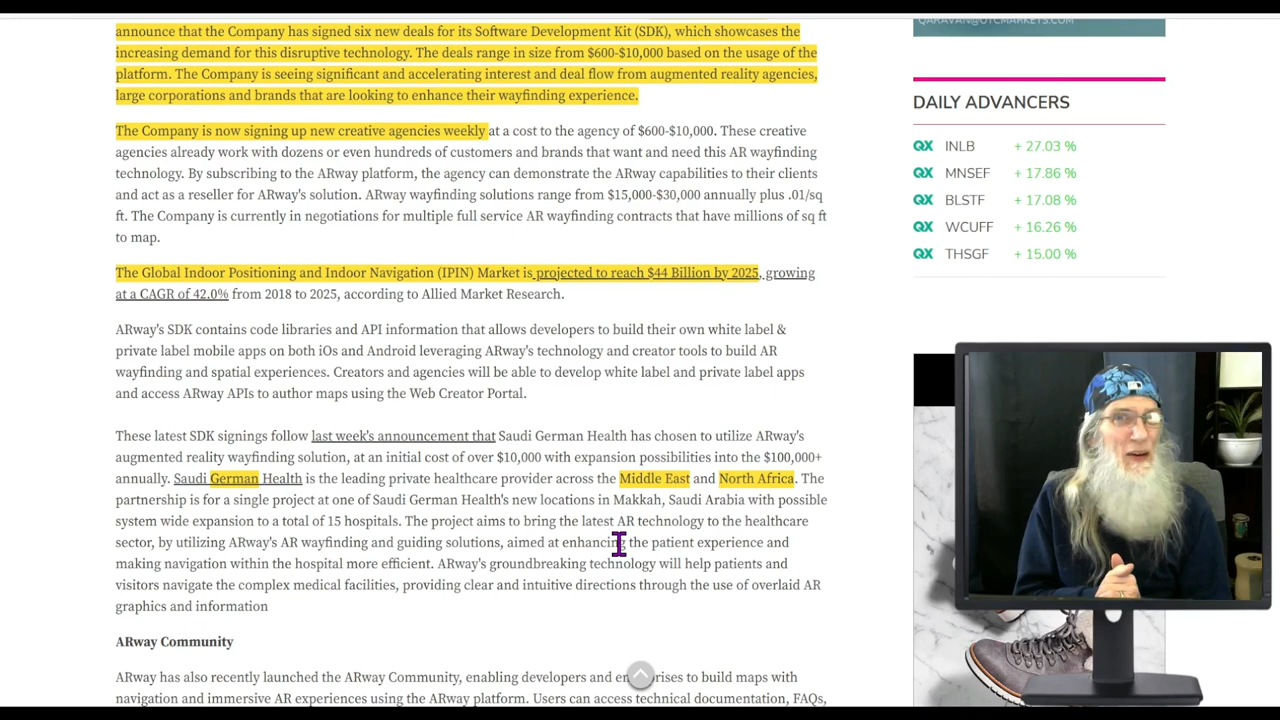 QARAVAN@OTCMARKEYS.COM
announce that the Company has signed six new deals for its Software Development Kit (SDK), which showcases the
increasing demand for this disruptive technology. The deals range in size from $600-$10,000 based on the usage of the
platform. The Company is seeing significant and accelerating interest and deal flow from augmented reality agencies,
large corporations and brands that are looking to enhance their wayfinding experience.
The Company is now signing up new creative agencies weekly at a cost to the agency of $600-$10,000. These creative
agencies already work with dozens or even hundreds of customers and brands that want and need this AR wayfinding
technology. By subscribing to the ARway platform, the agency can demonstrate the ARway capabilities to their clients
and act as a reseller for ARway's solution. ARway wayfinding solutions range from $15,000-$30,000 annually plus .01/sq
ft. The Company is currently in negotiations for multiple full service AR wayfinding contracts that have millions of sq ft
to map.
The Global Indoor Positioning and Indoor Navigation (IPIN) Market is projected to reach $44 Billion by 2025, growing
at a CAGR of 42.0% from 2018 to 2025, according to Allied Market Research.
ARway's SDK contains code libraries and API information that allows developers to build their own white label &
private label mobile apps on both iOs and Android leveraging ARway's technology and creator tools to build AR
wayfinding and spatial experiences. Creators and agencies will be able to develop white label and private label apps
and access ARway APIs to author maps using the Web Creator Portal.
These latest SDK signings follow last week's announcement that Saudi German Health has chosen to utilize ARway's
augmented reality wayfinding solution, at an initial cost of over $10,000 with expansion possibilities into the $100,000+
annually. Saudi German Health is the leading private healthcare provider across the Middle East and North Africa. The
partnership is for a single project at one of Saudi German Health's new locations in Makkah, Saudi Arabia with possible
system wide expansion to a total of 15 hospitals. The project aims to bring the latest AR technology to the healthcare
sector, by utilizing ARway's AR wayfinding and guiding solutions, aimed at enhancing the patient experience and
making navigation within the hospital more efficient. ARway's groundbreaking technology will help patients and
visitors navigate the complex medical facilities, providing clear and intuitive directions through the use of overlaid AR
graphics and information
ARway Community
ARway has also recently launched the ARway Community, enabling developers and to build maps with
navigation and immersive AR experiences using the ARway platform. Users can access technical documentation, FAQs,
DAILY ADVANCERS
QX INLB + 27.03 %
QX MNSEF + 17.86 %
QX BLSTF + 17.08 %
QX WCUFF + 16.26 %
QX THSGF + 15.00 %